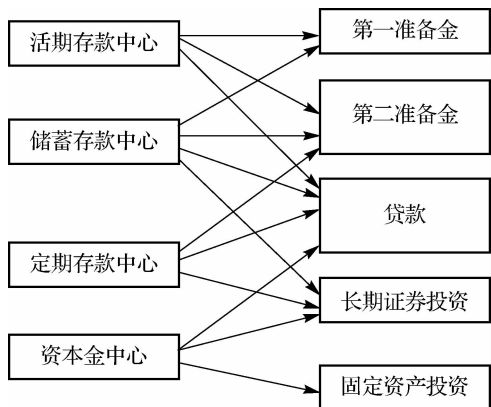 活期存款中心
储蓄存款中心
定期存款中心
资本金中心
第一准备金
第二准备金
贷款
长期证券投资
固定资产投资